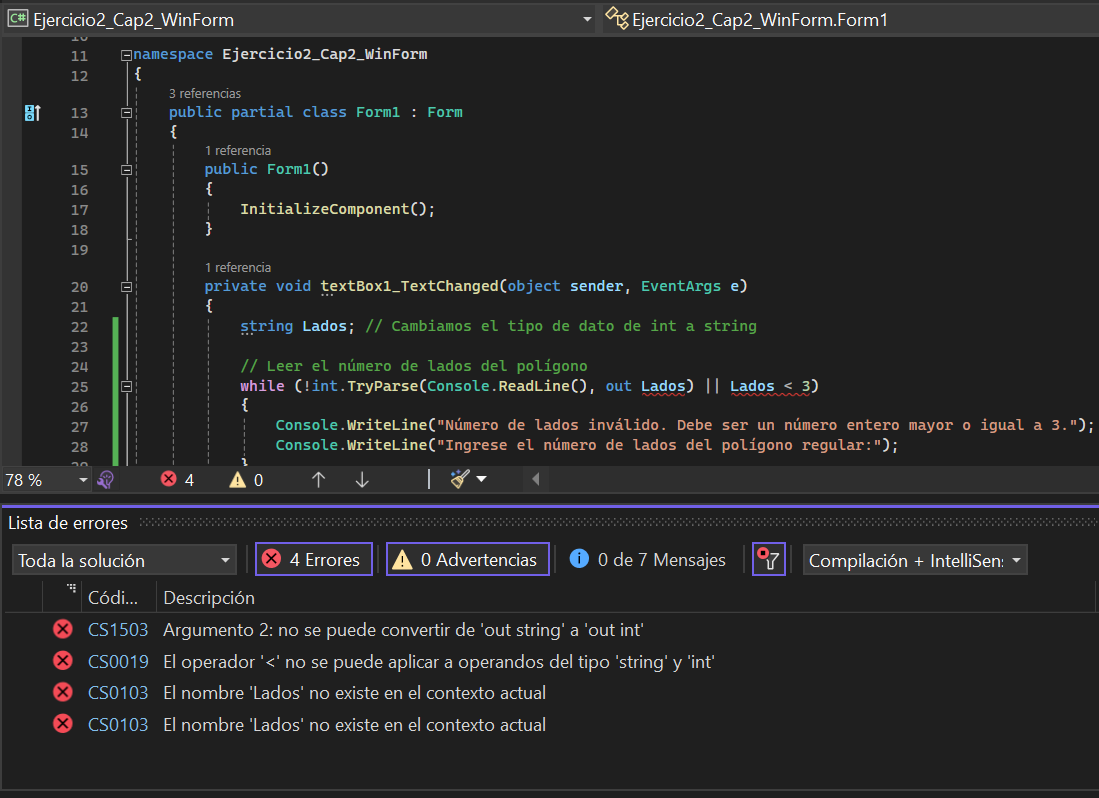 C# Ejercicio2_Cap2_WinForm Ejercicio2_Cap2_WinForm.Form1
10
11 namespace Ejercicio2_Cap2_WinForm
12 {
3 referencias
13 public partial class Form1 : Form
14 {
1 referencia
15 public Form1()
16 {
17 InitializeComponent();
18 }
19
1 referencia
20 private void textBox1_TextChanged(object sender, EventArgs e)
21 {
22 string Lados; // Cambiamos el tipo de dato de int a string
23
24 // Leer el número de lados del polígono
25 while (!int.TryParse(Console.ReadLine(), out Lados) || Lados < 3)
26 {
27 Console.WriteLine("Número de lados inválido. Debe ser un número entero mayor o igual a 3.");
28 Console.WriteLine("Ingrese el número de lados del polígono regular:");
29 }
78 % 4 0
Lista de errores
Toda la solución 4 Errores 0 Advertencias 0 de 7 Mensajes Compilación + IntelliSens
Códi... Descripción
CS1503 Argumento 2: no se puede convertir de 'out string' a 'out int'
CS0019 El operador '<' no se puede aplicar a operandos del tipo 'string' y 'int'
CS0103 El nombre 'Lados' no existe en el contexto actual
CS0103 El nombre 'Lados' no existe en el contexto actual